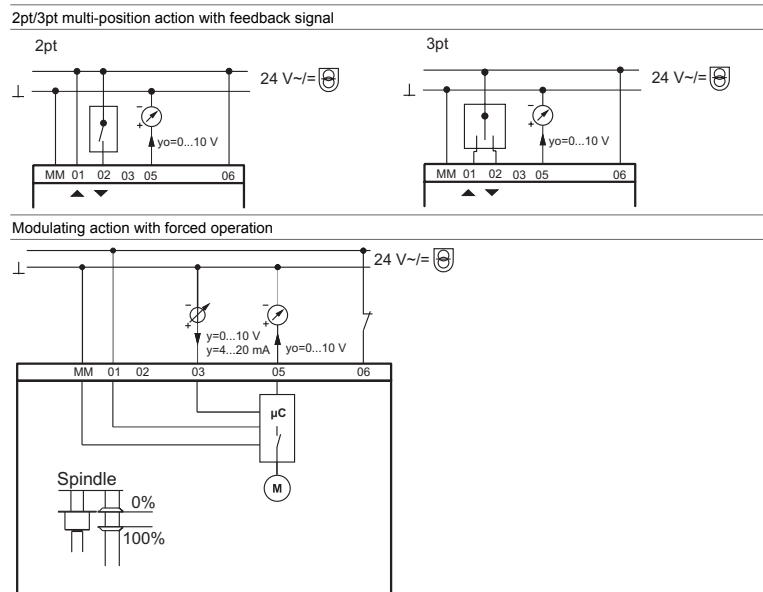 2pt/3pt multi-position action with feedback signal
2pt
3pt
24 V~/=
24 V~/=
⊥
⊥
−
+
yo=0...10 V
−
+
yo=0...10 V
MM 01 02 03 05 06
MM 01 02 03 05 06
▲ ▼
▲ ▼
Modulating action with forced operation
24 V~/=
⊥
−
+
y=0...10 V
y=4...20 mA
−
+
yo=0...10 V
MM 01 02 03 05 06
µC
M
Spindle
0%
100%